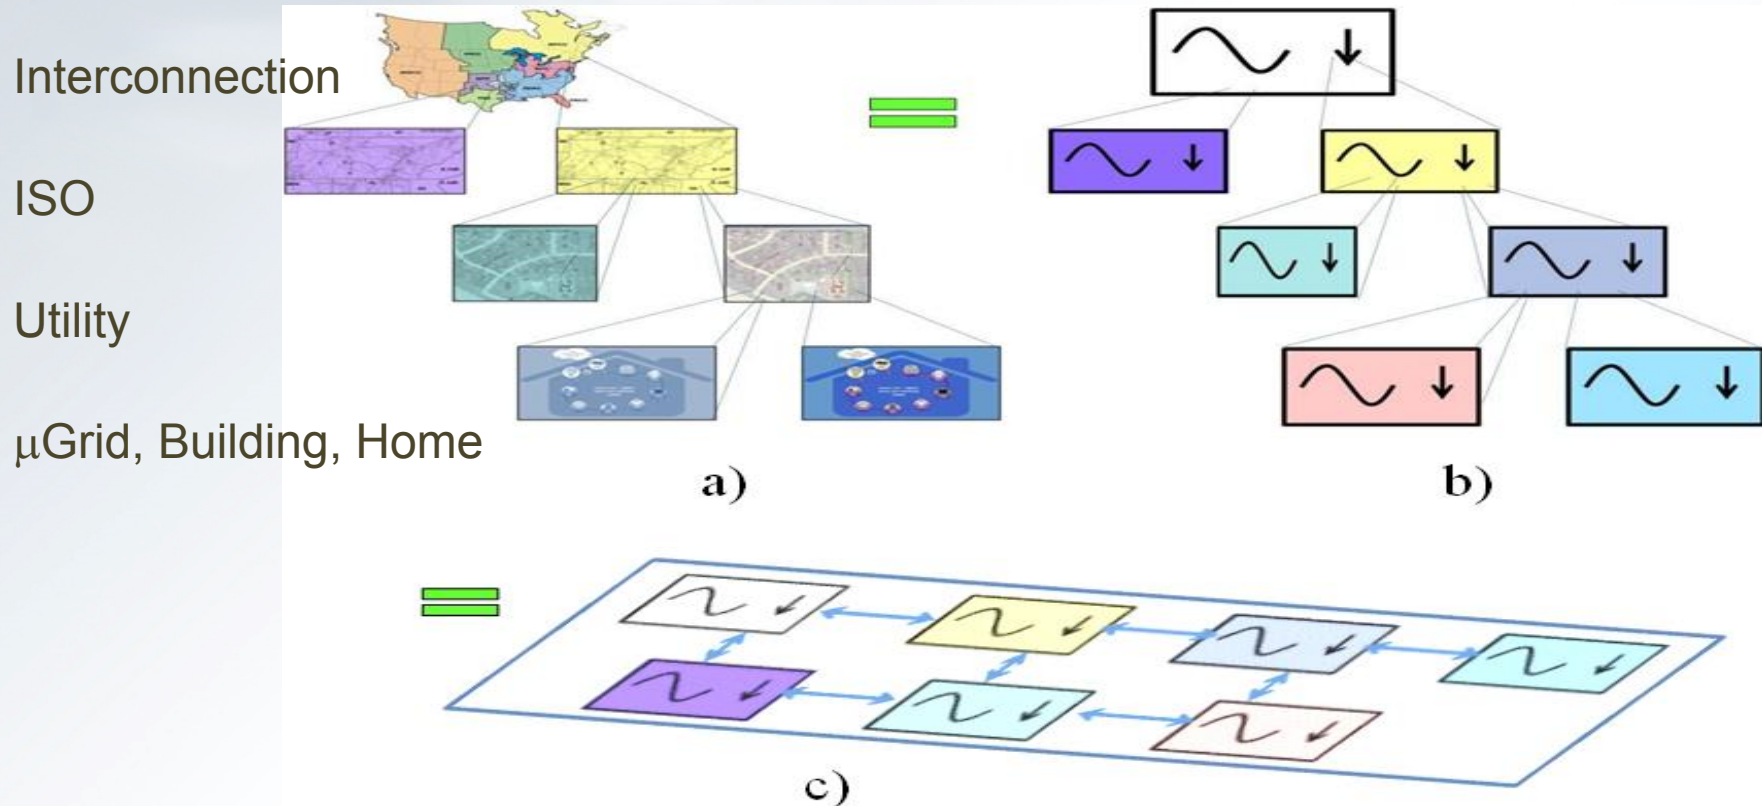 Interconnection
ISO
Utility
μGrid, Building, Home
a)
b)
c)